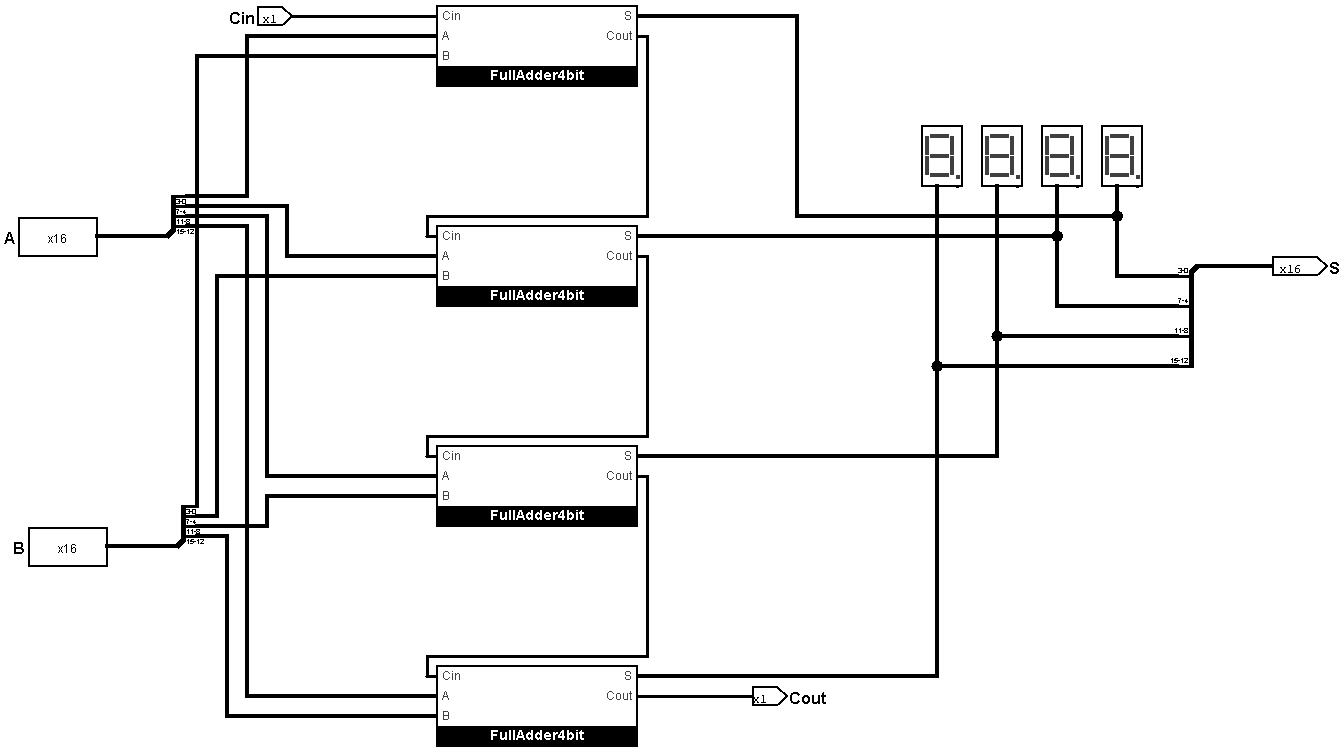 Cin x1
Cin S
A Cout
B
FullAdder4bit
3-0
7-4
11-8
15-12
A x16
Cin S
A Cout
B
FullAdder4bit
3-0
7-4
11-8
15-12
x16 S
Cin S
A Cout
B
FullAdder4bit
3-0
7-4
11-8
15-12
B x16
Cin S
A Cout
B
FullAdder4bit
x1 Cout